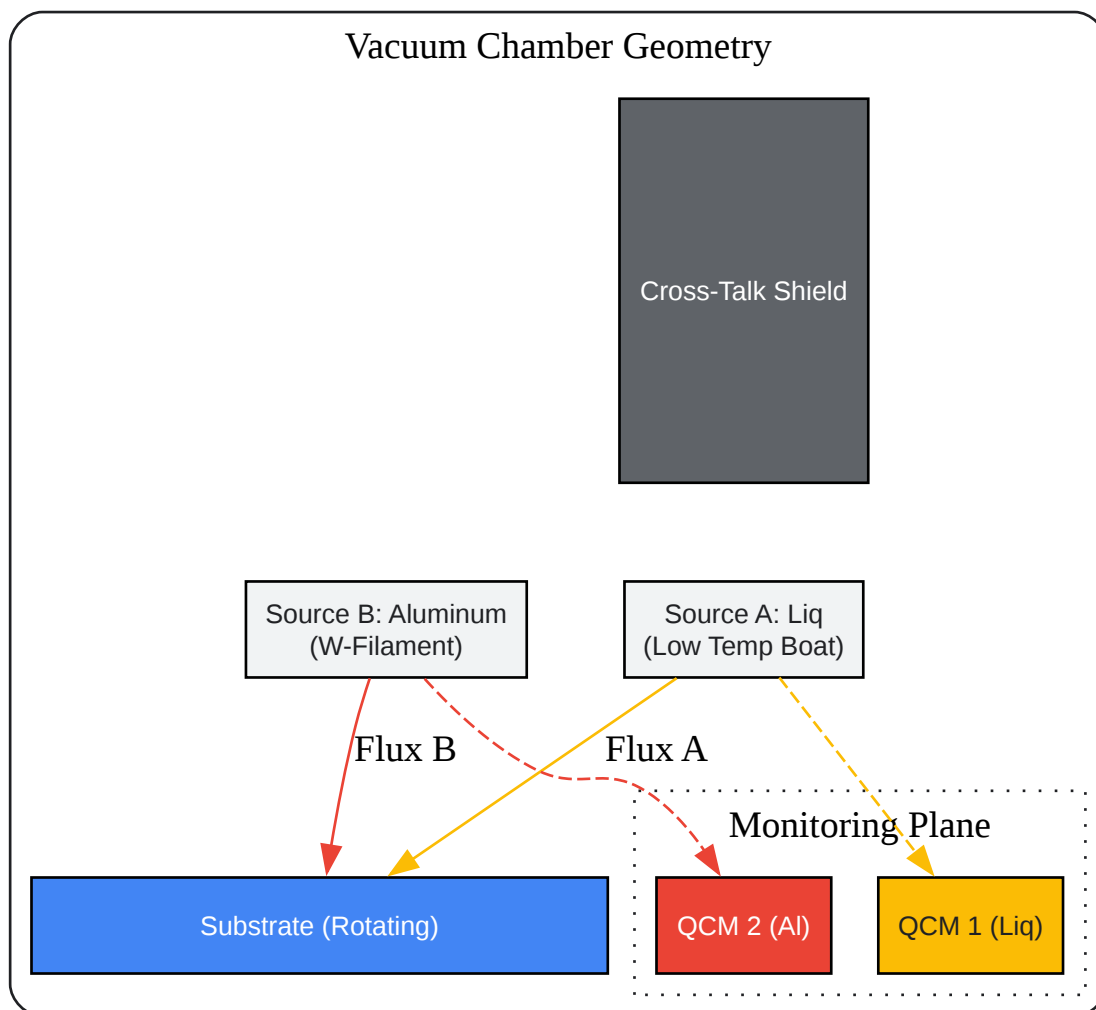 Vacuum Chamber Geometry
Cross-Talk Shield
Source B: Aluminum
(W-Filament)
Source A: Liq
(Low Temp Boat)
Flux B
Flux A
Monitoring Plane
Substrate (Rotating)
QCM 2 (Al)
QCM 1 (Liq)